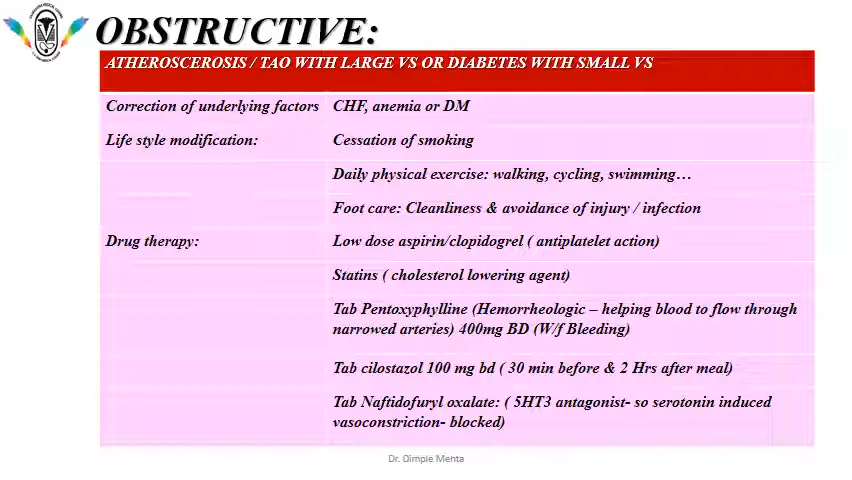 OBSTRUCTIVE:
ATHEROSCEROSIS / TAO WITH LARGE VS OR DIABETES WITH SMALL VS
Correction of underlying factors CHF, anemia or DM
Life style modification: Cessation of smoking
Daily physical exercise: walking, cycling, swimming…
Foot care: Cleanliness & avoidance of injury / infection
Drug therapy: Low dose aspirin/clopidogrel ( antiplatelet action)
Statins ( cholesterol lowering agent)
Tab Pentoxyphylline (Hemorrheologic – helping blood to flow through
narrowed arteries) 400mg BD (W/f Bleeding)
Tab cilostazol 100 mg bd ( 30 min before & 2 Hrs after meal)
Tab Naftidofuryl oxalate: ( 5HT3 antagonist- so serotonin induced
vasoconstriction- blocked)
Dr. Dimple Mehta